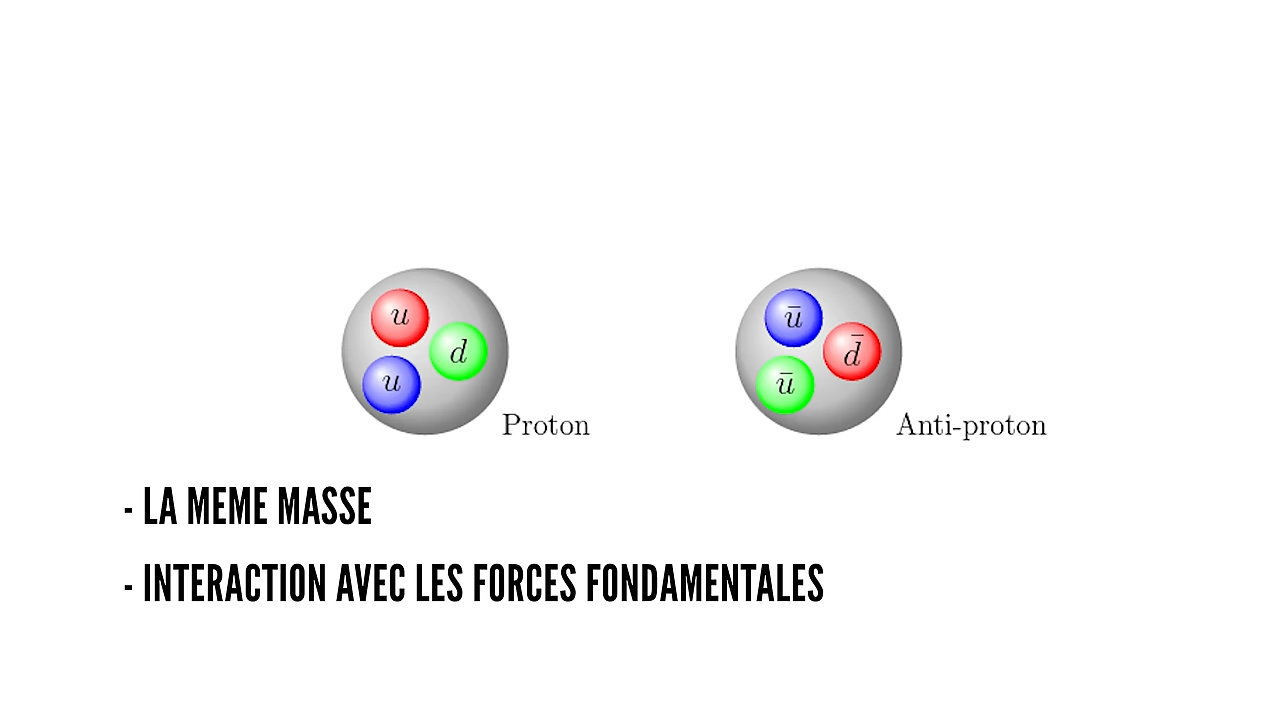 u
d
u
Proton
ū
d̄
ū
Anti-proton
- LA MEME MASSE
- INTERACTION AVEC LES FORCES FONDAMENTALES